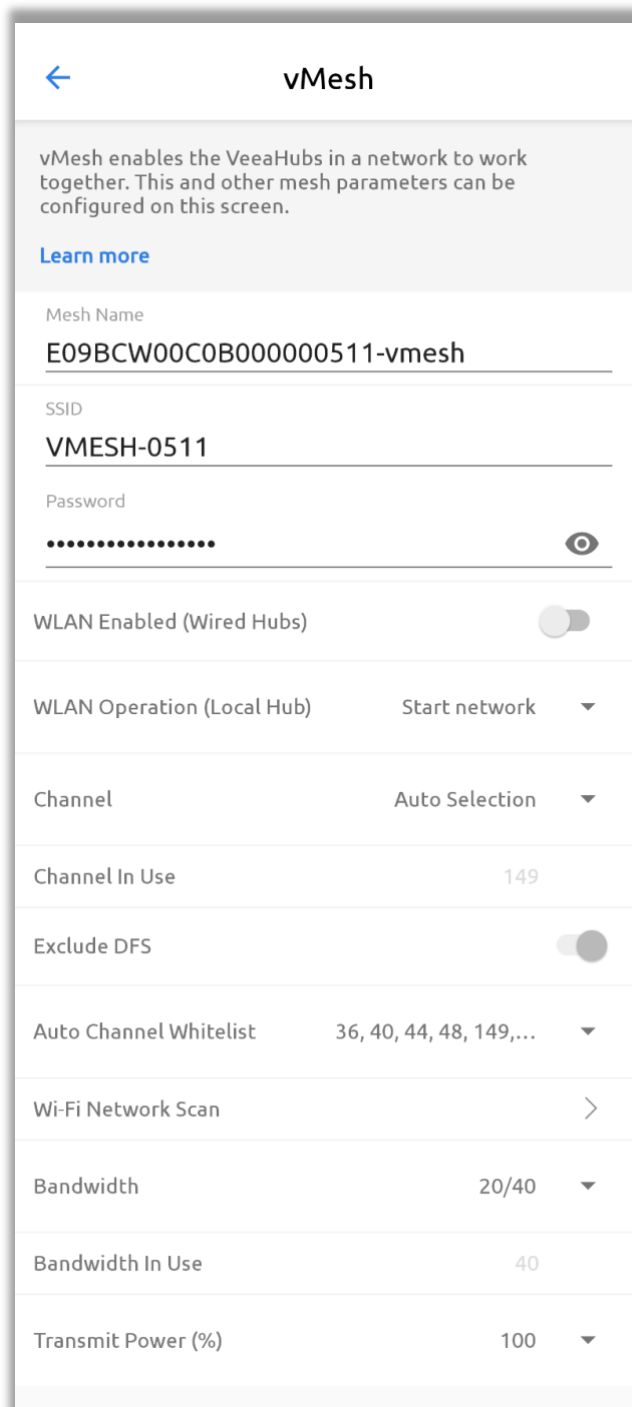 vMesh
vMesh enables the VeeaHubs in a network to work
together. This and other mesh parameters can be
configured on this screen.
Learn more
Mesh Name
E09BCW00C0B000000511-vmesh
SSID
VMESH-0511
Password
•••••••••••••••••
WLAN Enabled (Wired Hubs)
WLAN Operation (Local Hub) Start network
Channel Auto Selection
Channel In Use 149
Exclude DFS
Auto Channel Whitelist 36, 40, 44, 48, 149,...
Wi-Fi Network Scan
Bandwidth 20/40
Bandwidth In Use 40
Transmit Power (%) 100